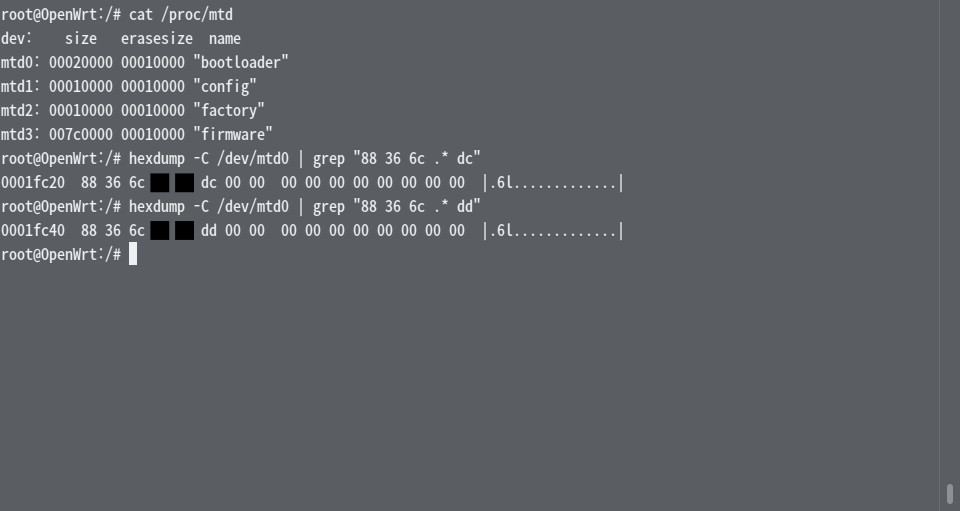 root@OpenWrt:/# cat /proc/mtd
dev:    size   erasesize  name
mtd0: 00020000 00010000 "bootloader"
mtd1: 00010000 00010000 "config"
mtd2: 00010000 00010000 "factory"
mtd3: 007c0000 00010000 "firmware"
root@OpenWrt:/# hexdump -C /dev/mtd0 | grep "88 36 6c .* dc"
0001fc20  88 36 6c dc 00 00  00 00 00 00 00 00 00 00  |.6l.............|
root@OpenWrt:/# hexdump -C /dev/mtd0 | grep "88 36 6c .* dd"
0001fc40  88 36 6c dd 00 00  00 00 00 00 00 00 00 00  |.6l.............|
root@OpenWrt:/#